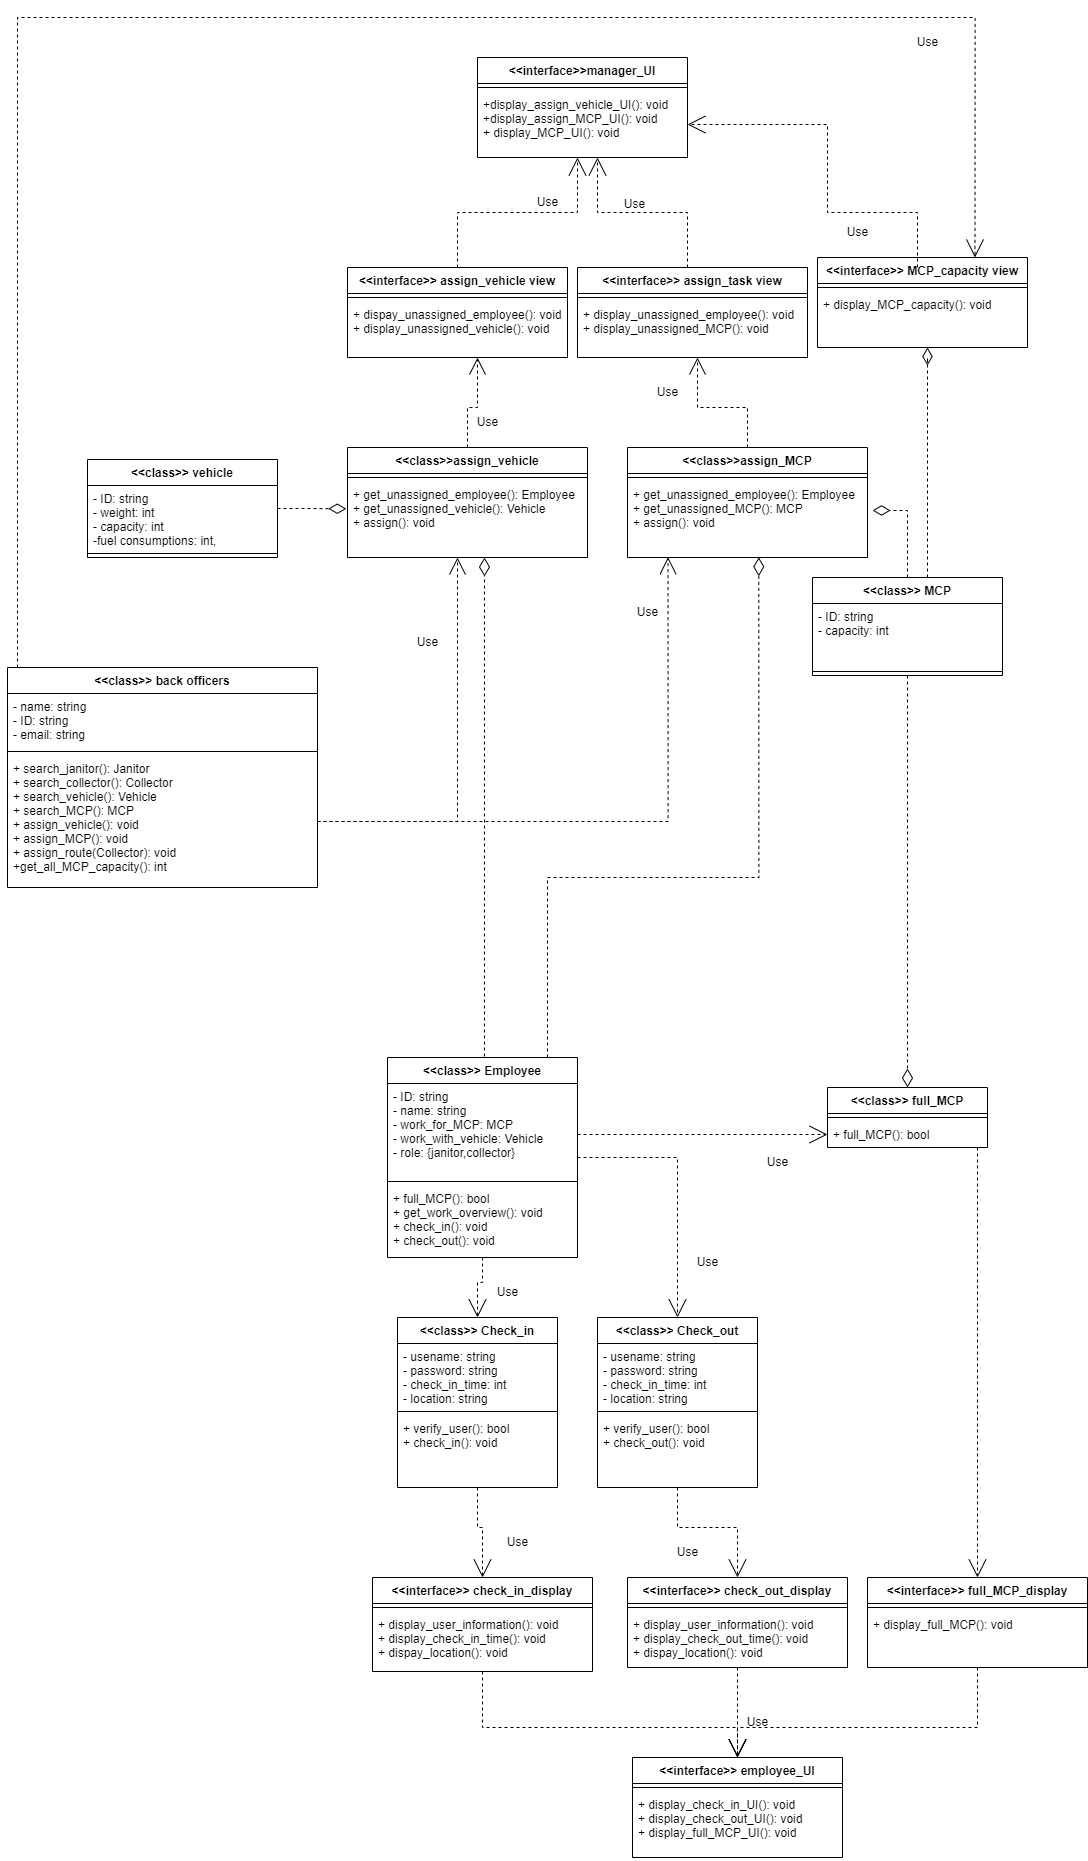 Use
<<interface>>manager_UI
+display_assign_vehicle_UI(): void
+display_assign_MCP_UI(): void
+ display_MCP_UI(): void
Use
Use
Use
<<interface>> assign_vehicle view
+ dispay_unassigned_employee(): void
+ display_unassigned_vehicle(): void
<<interface>> assign_task view
+ display_unassigned_employee(): void
+ display_unassigned_MCP(): void
<<interface>> MCP_capacity view
+ display_MCP_capacity(): void
Use
Use
<<class>> vehicle
- ID: string
- weight: int
- capacity: int
-fuel consumptions: int,
<<class>>assign_vehicle
+ get_unassigned_employee(): Employee
+ get_unassigned_vehicle(): Vehicle
+ assign(): void
<<class>>assign_MCP
+ get_unassigned_employee(): Employee
+ get_unassigned_MCP(): MCP
+ assign(): void
<<class>> MCP
- ID: string
- capacity: int
Use
Use
<<class>> back officers
- name: string
- ID: string
- email: string
+ search_janitor(): Janitor
+ search_collector(): Collector
+ search_vehicle(): Vehicle
+ search_MCP(): MCP
+ assign_vehicle(): void
+ assign_MCP(): void
+ assign_route(Collector): void
+get_all_MCP_capacity(): int
<<class>> Employee
- ID: string
- name: string
- work_for_MCP: MCP
- work_with_vehicle: Vehicle
- role: {janitor,collector}
+ full_MCP(): bool
+ get_work_overview(): void
+ check_in(): void
+ check_out(): void
<<class>> full_MCP
+ full_MCP(): bool
Use
Use
Use
<<class>> Check_in
- usename: string
- password: string
- check_in_time: int
- location: string
+ verify_user(): bool
+ check_in(): void
<<class>> Check_out
- usename: string
- password: string
- check_in_time: int
- location: string
+ verify_user(): bool
+ check_out(): void
Use
Use
<<interface>> check_in_display
+ display_user_information(): void
+ display_check_in_time(): void
+ dispay_location(): void
<<interface>> check_out_display
+ display_user_information(): void
+ display_check_out_time(): void
+ dispay_location(): void
<<interface>> full_MCP_display
+ display_full_MCP(): void
Use
<<interface>> employee_UI
+ display_check_in_UI(): void
+ display_check_out_UI(): void
+ display_full_MCP_UI(): void